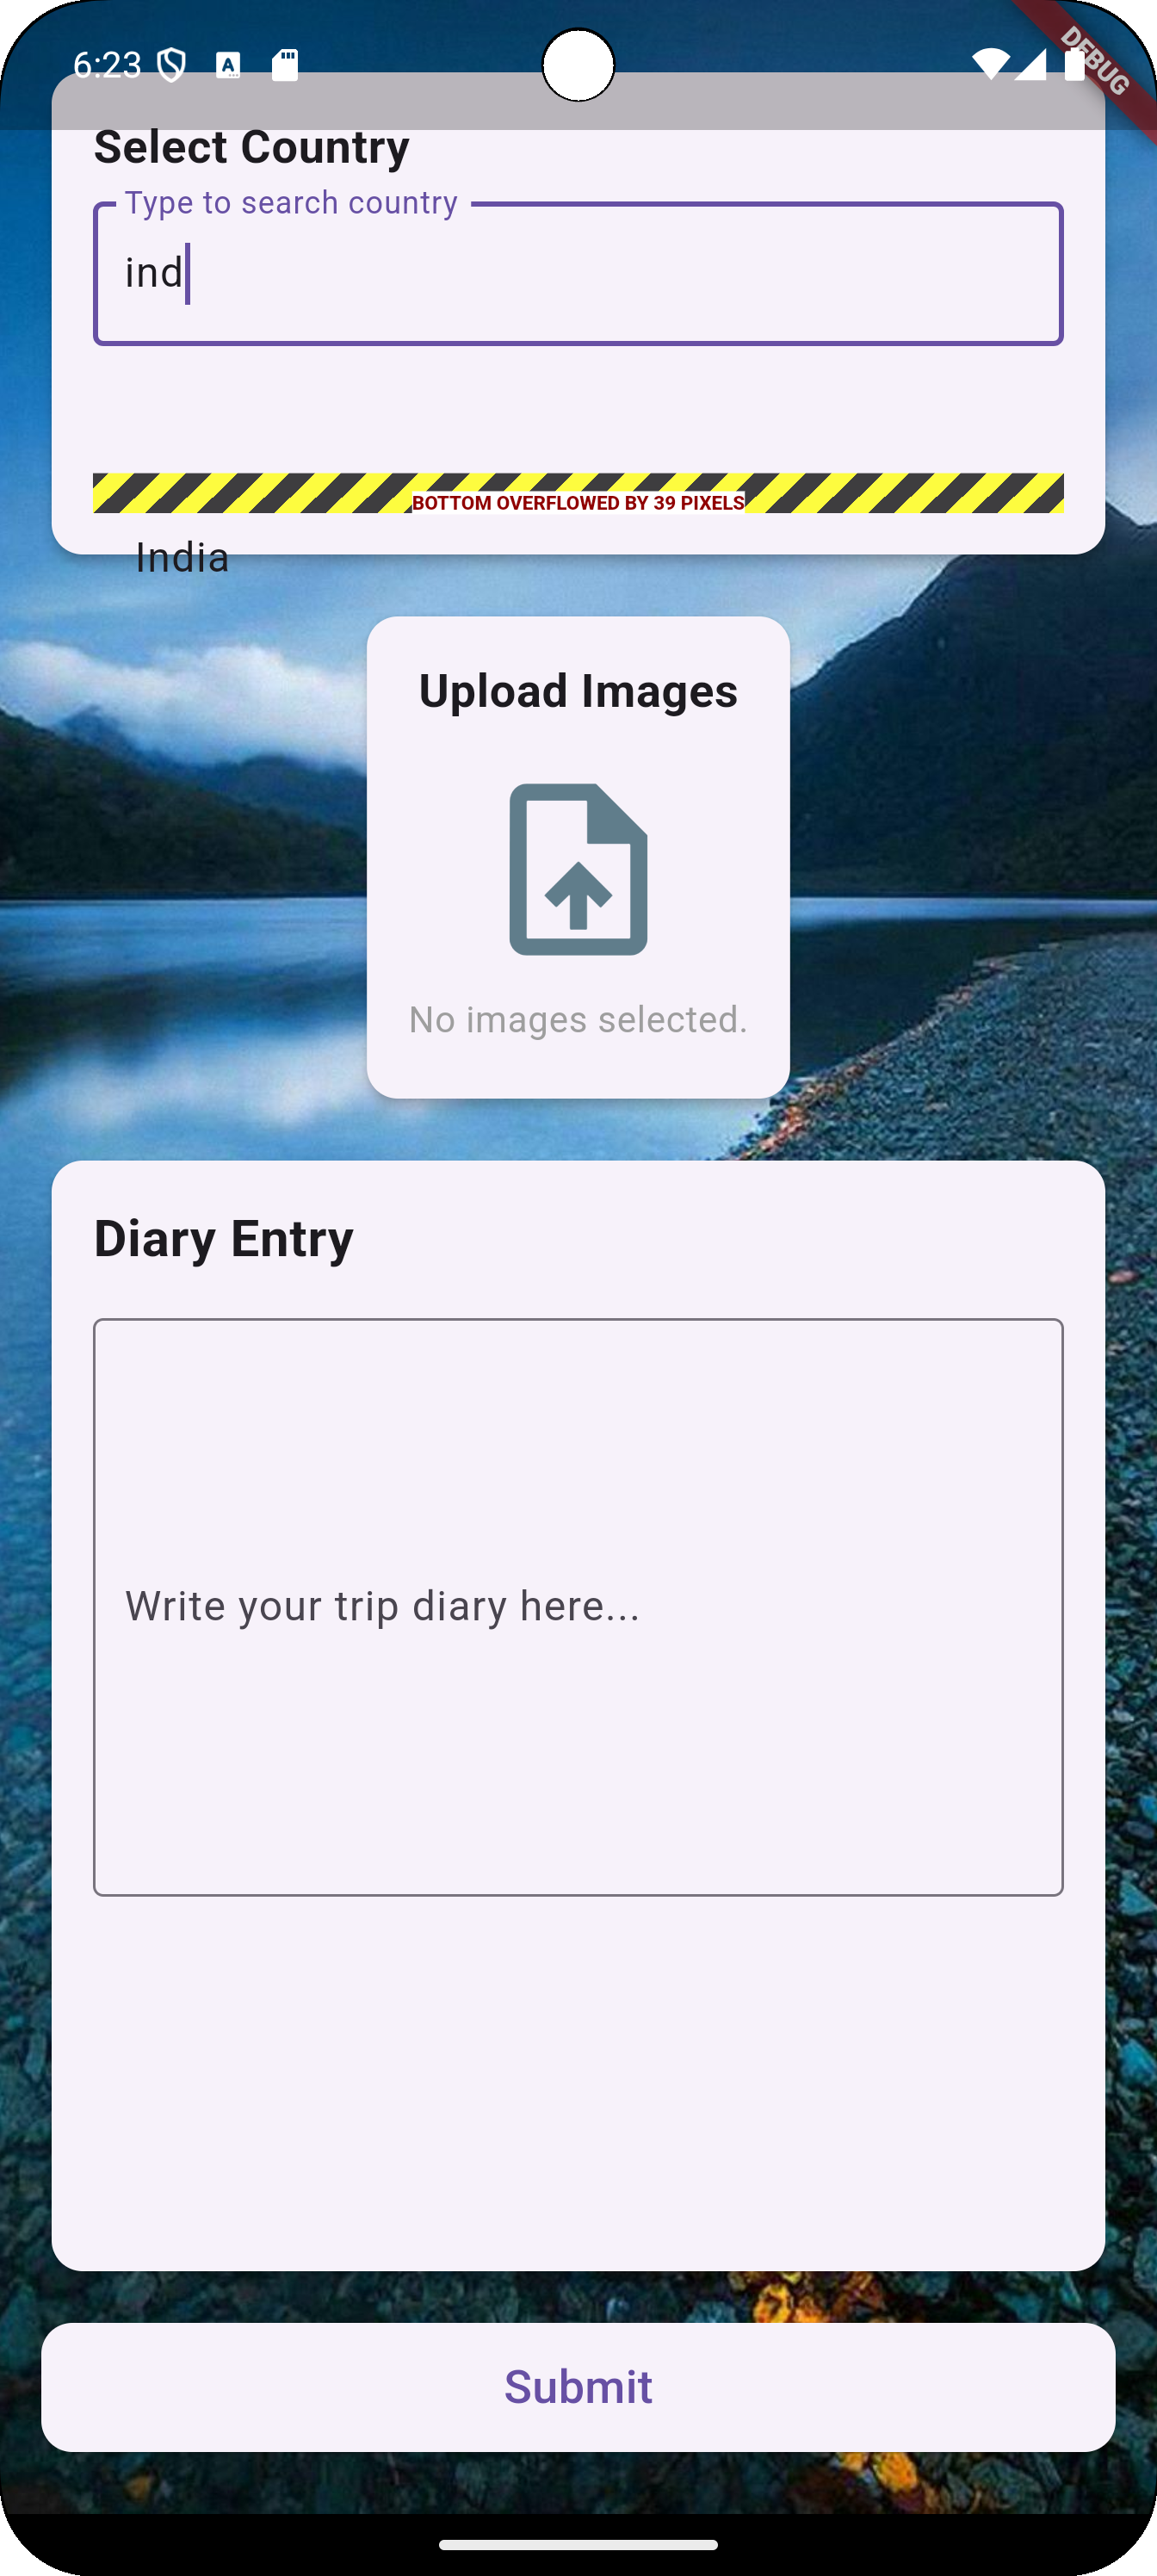 6:23
DEBUG
Select Country
Type to search country
ind
BOTTOM OVERFLOWED BY 39 PIXELS
India
Upload Images
No images selected.
Diary Entry
Write your trip diary here...
Submit